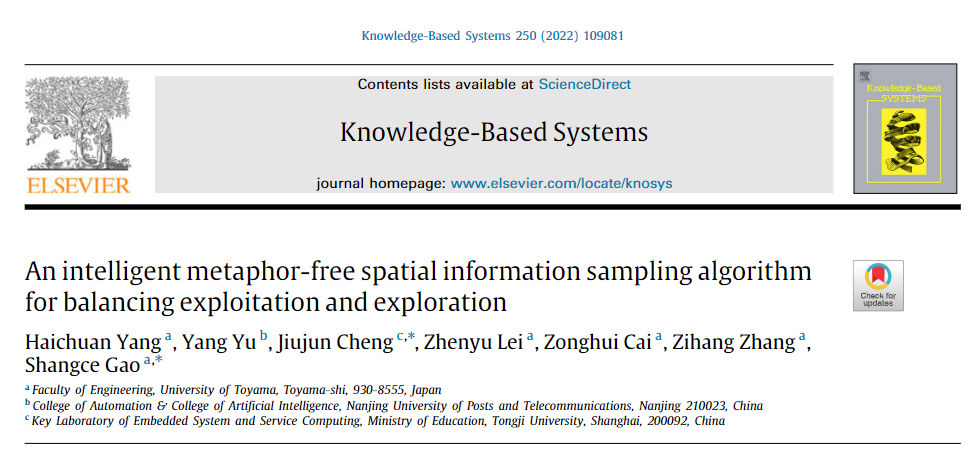 Knowledge-Based Systems 250 (2022) 109081
Contents lists available at ScienceDirect
Knowledge-Based Systems
journal homepage: www.elsevier.com/locate/knosys
ELSEVIER
Knowledge-Based
SYSTEMS
An intelligent metaphor-free spatial information sampling algorithm
for balancing exploitation and exploration
Check for
updates
Haichuan Yang a, Yang Yu b, Jiujun Cheng c,*, Zhenyu Lei a, Zonghui Cai a, Zihang Zhang a,
Shangce Gao a,*
a Faculty of Engineering, University of Toyama, Toyama-shi, 930-8555, Japan
b College of Automation & College of Artificial Intelligence, Nanjing University of Posts and Telecommunications, Nanjing 210023, China
c Key Laboratory of Embedded System and Service Computing, Ministry of Education, Tongji University, Shanghai, 200092, China